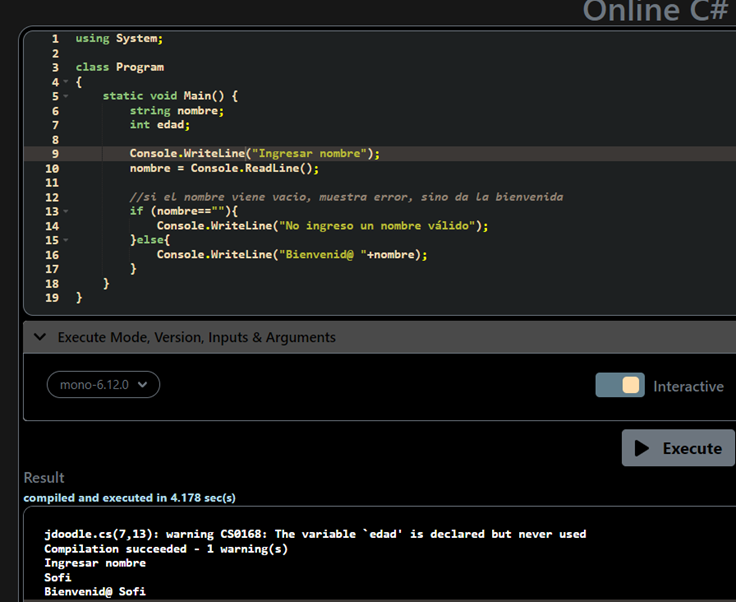 Online C#
1 using System;
2
3 class Program
4 {
5 static void Main() {
6 string nombre;
7 int edad;
8
9 Console.WriteLine("Ingresar nombre");
10 nombre = Console.ReadLine();
11
12 //si el nombre viene vacio, muestra error, sino da la bienvenida
13 if (nombre==""){
14 Console.WriteLine("No ingreso un nombre válido");
15 }else{
16 Console.WriteLine("Bienvenid@ "+nombre);
17 }
18 }
19 }
Execute Mode, Version, Inputs & Arguments
mono-6.12.0
Interactive
Execute
Result
compiled and executed in 4.178 sec(s)
jdoodle.cs(7,13): warning CS0168: The variable `edad' is declared but never used
Compilation succeeded - 1 warning(s)
Ingresar nombre
Sofi
Bienvenid@ Sofi